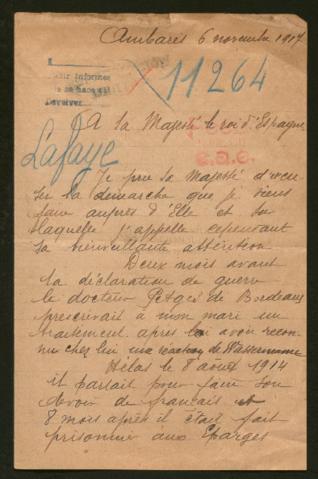 Ambarès 6 novembre 1917
11264
Lafaye
A sa Majesté le roi d'Espagne
e.a.c.
Je prie sa Majesté d'excu
ser la démarche que je viens
faire auprès d'Elle et sur
laquelle j'appelle cependant
sa bienveillante attention
Deux mois avant
la déclaration de guerre
le docteur Petges de Bordeaux
prescrivait à mon mari un
traitement après lui avoir recon
nu chez lui une réaction de Wassermann
Hélas le 8 août 1914
il partait pour faire son
devoir de français et
8 mois après il était fait
prisonnier aux Eparges